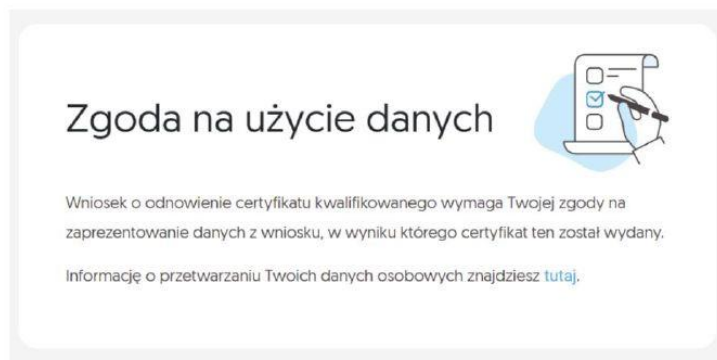 Zgoda na użycie danych
Wniosek o odnowienie certyfikatu kwalifikowanego wymaga Twojej zgody na
zaprezentowanie danych z wniosku, w wyniku którego certyfikat ten został wydany.
Informację o przetwarzaniu Twoich danych osobowych znajdziesz tutaj.